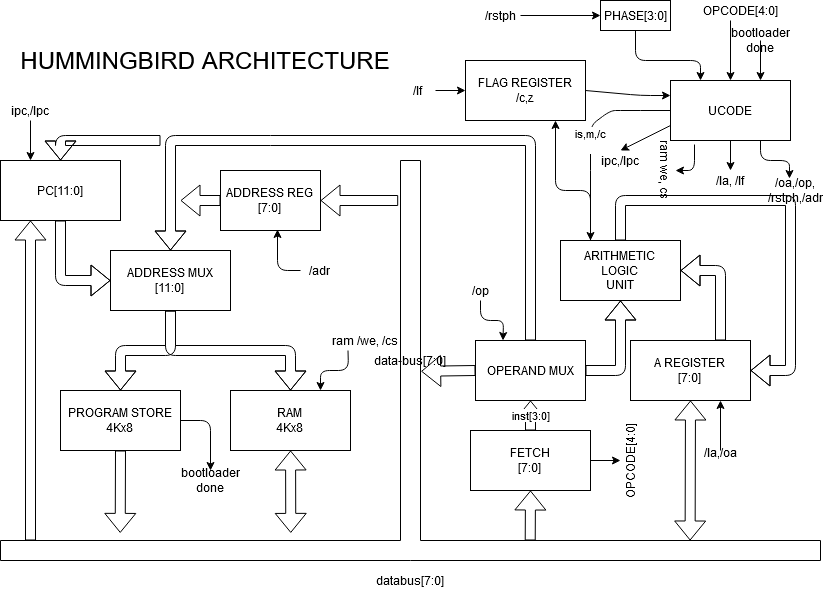 /rstph
PHASE[3:0]
OPCODE[4:0]
bootloader
done
HUMMINGBIRD ARCHITECTURE
/lf
FLAG REGISTER
/c,z
UCODE
ipc,/lpc
is,m,/c
ipc,/lpc
ram we, cs
/la, /lf
/oa,/op,
/rstph,/adr
PC[11:0]
ADDRESS REG
[7:0]
/adr
ADDRESS MUX
[11:0]
ARITHMETIC
LOGIC
UNIT
/op
ram /we, /cs
data-bus[7:0]
OPERAND MUX
A REGISTER
[7:0]
PROGRAM STORE
4Kx8
RAM
4Kx8
inst[3:0]
FETCH
[7:0]
OPCODE[4:0]
/la,/oa
bootloader
done
databus[7:0]